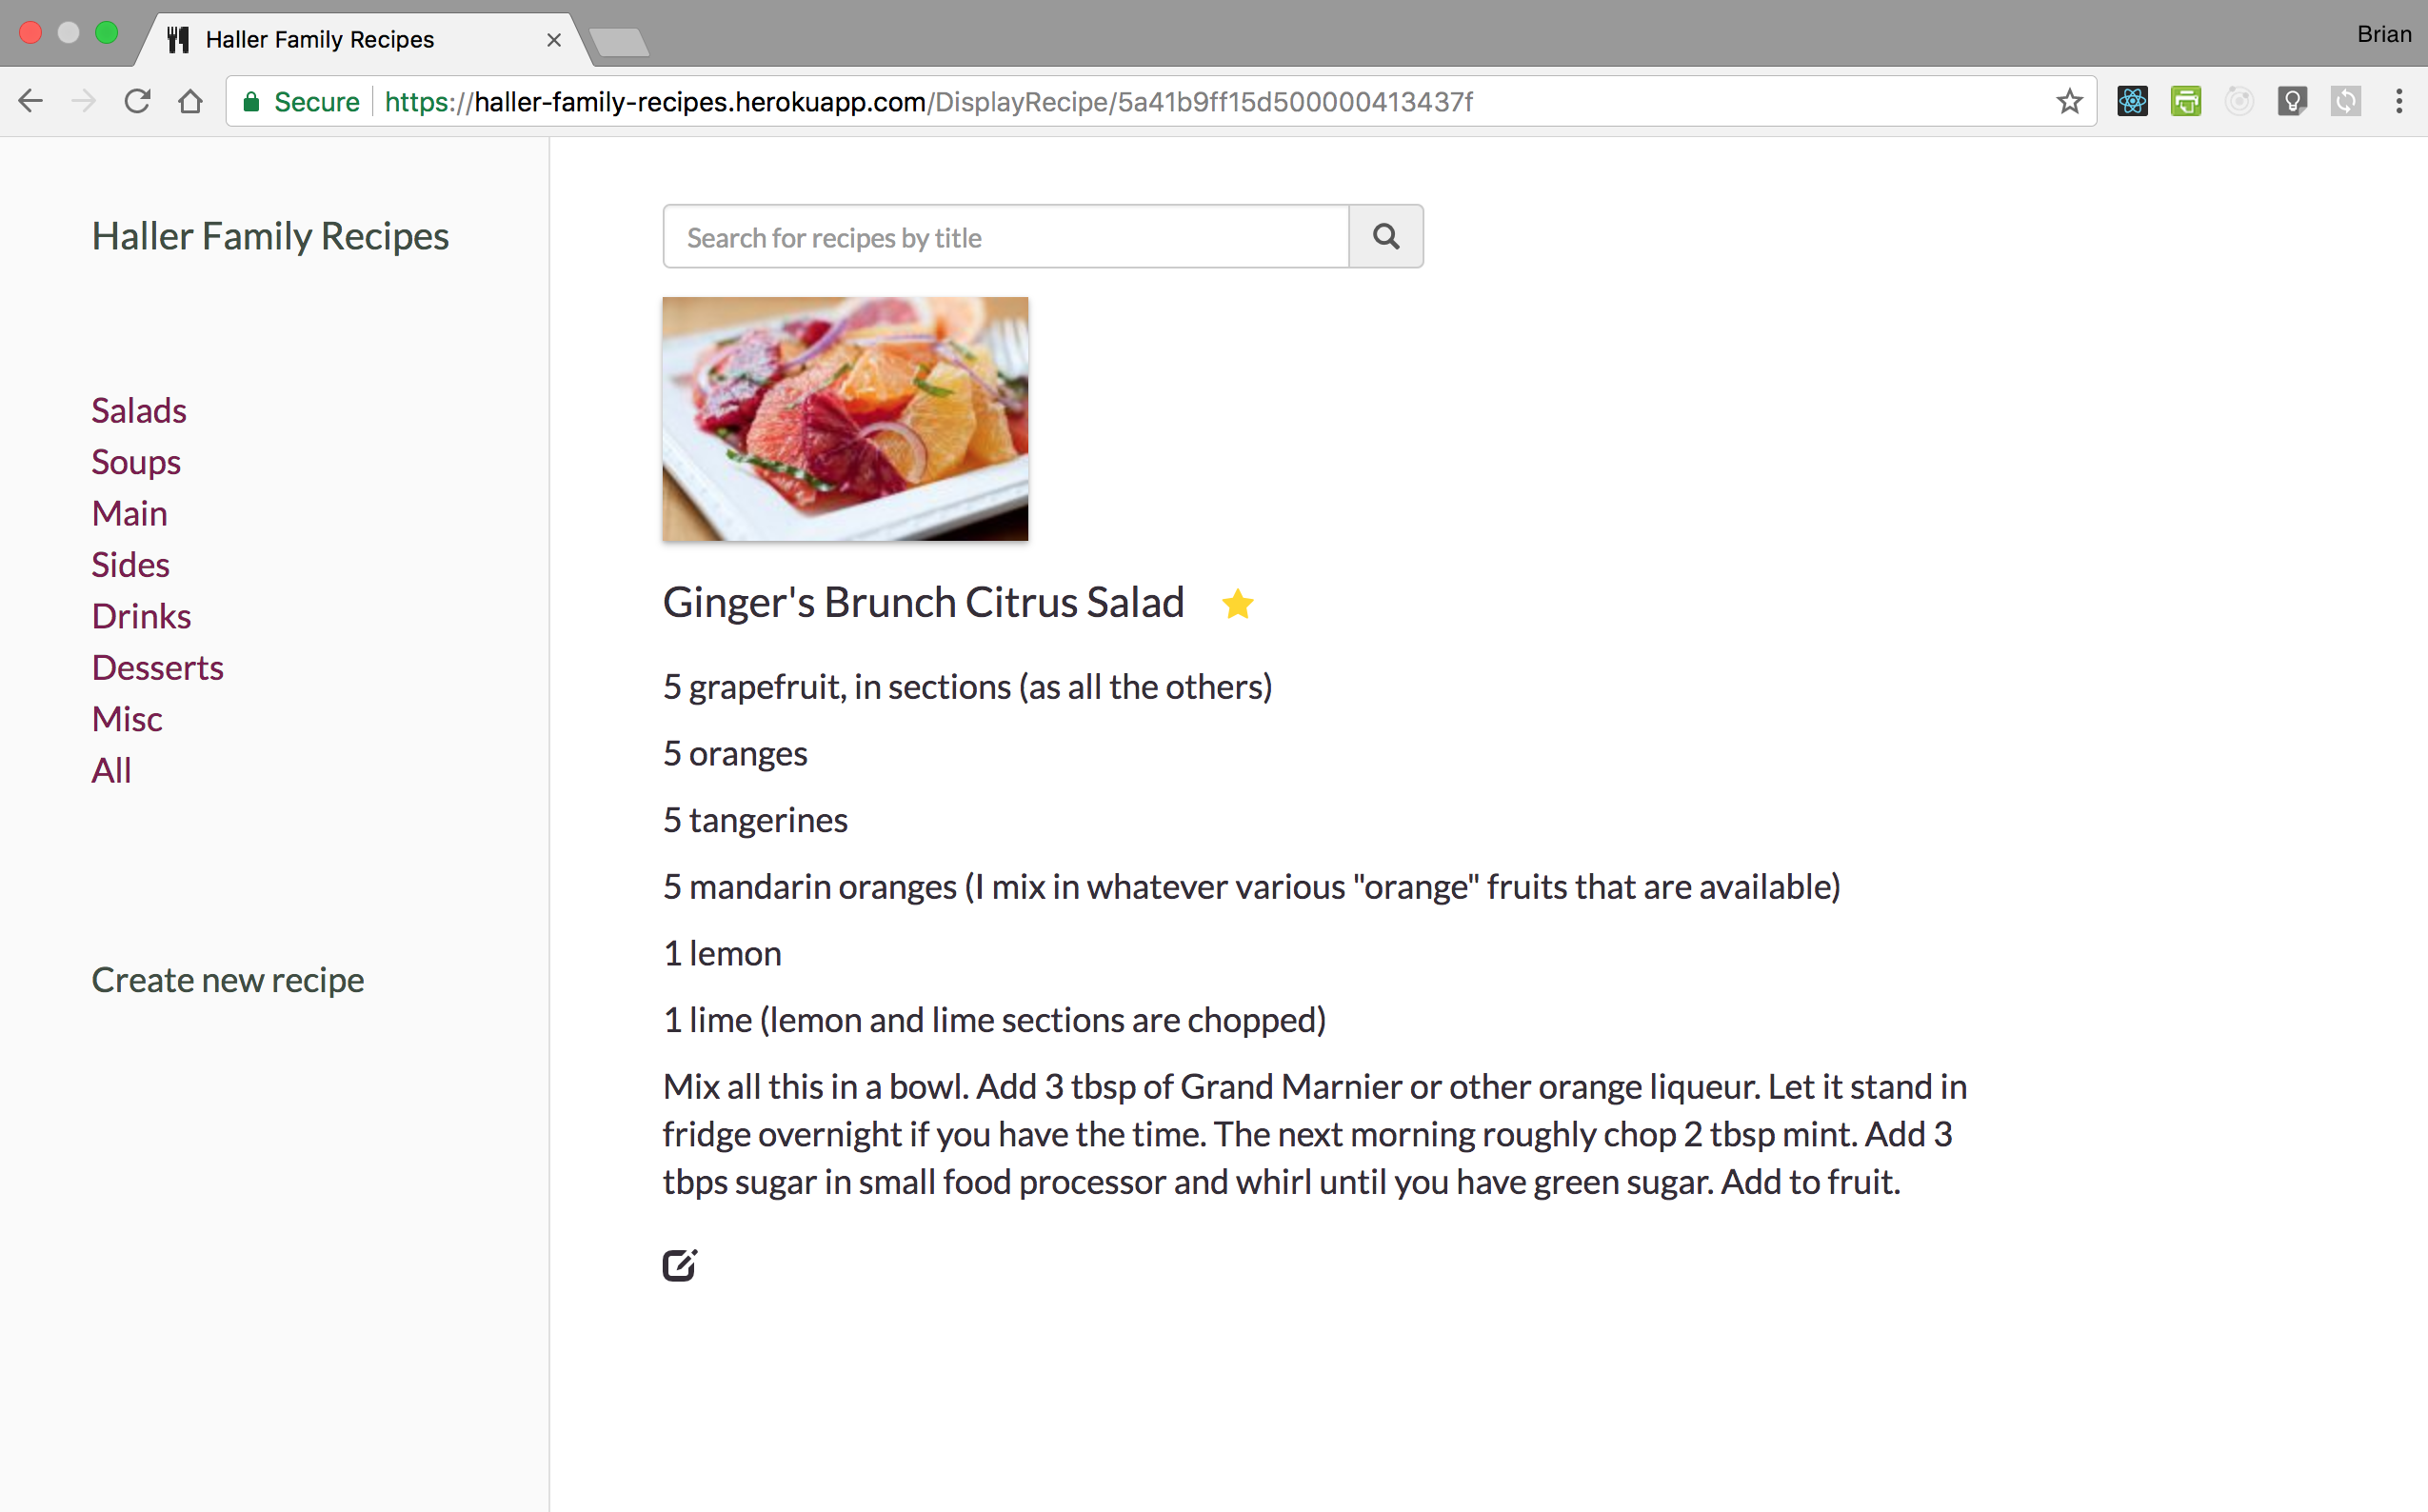 Haller Family Recipes
Brian
Secure https://haller-family-recipes.herokuapp.com/DisplayRecipe/5a41b9ff15d500000413437f
Haller Family Recipes
Salads
Soups
Main
Sides
Drinks
Desserts
Misc
All
Create new recipe
Search for recipes by title
Ginger's Brunch Citrus Salad
5 grapefruit, in sections (as all the others)
5 oranges
5 tangerines
5 mandarin oranges (I mix in whatever various "orange" fruits that are available)
1 lemon
1 lime (lemon and lime sections are chopped)
Mix all this in a bowl. Add 3 tbsp of Grand Marnier or other orange liqueur. Let it stand in
fridge overnight if you have the time. The next morning roughly chop 2 tbsp mint. Add 3
tbps sugar in small food processor and whirl until you have green sugar. Add to fruit.